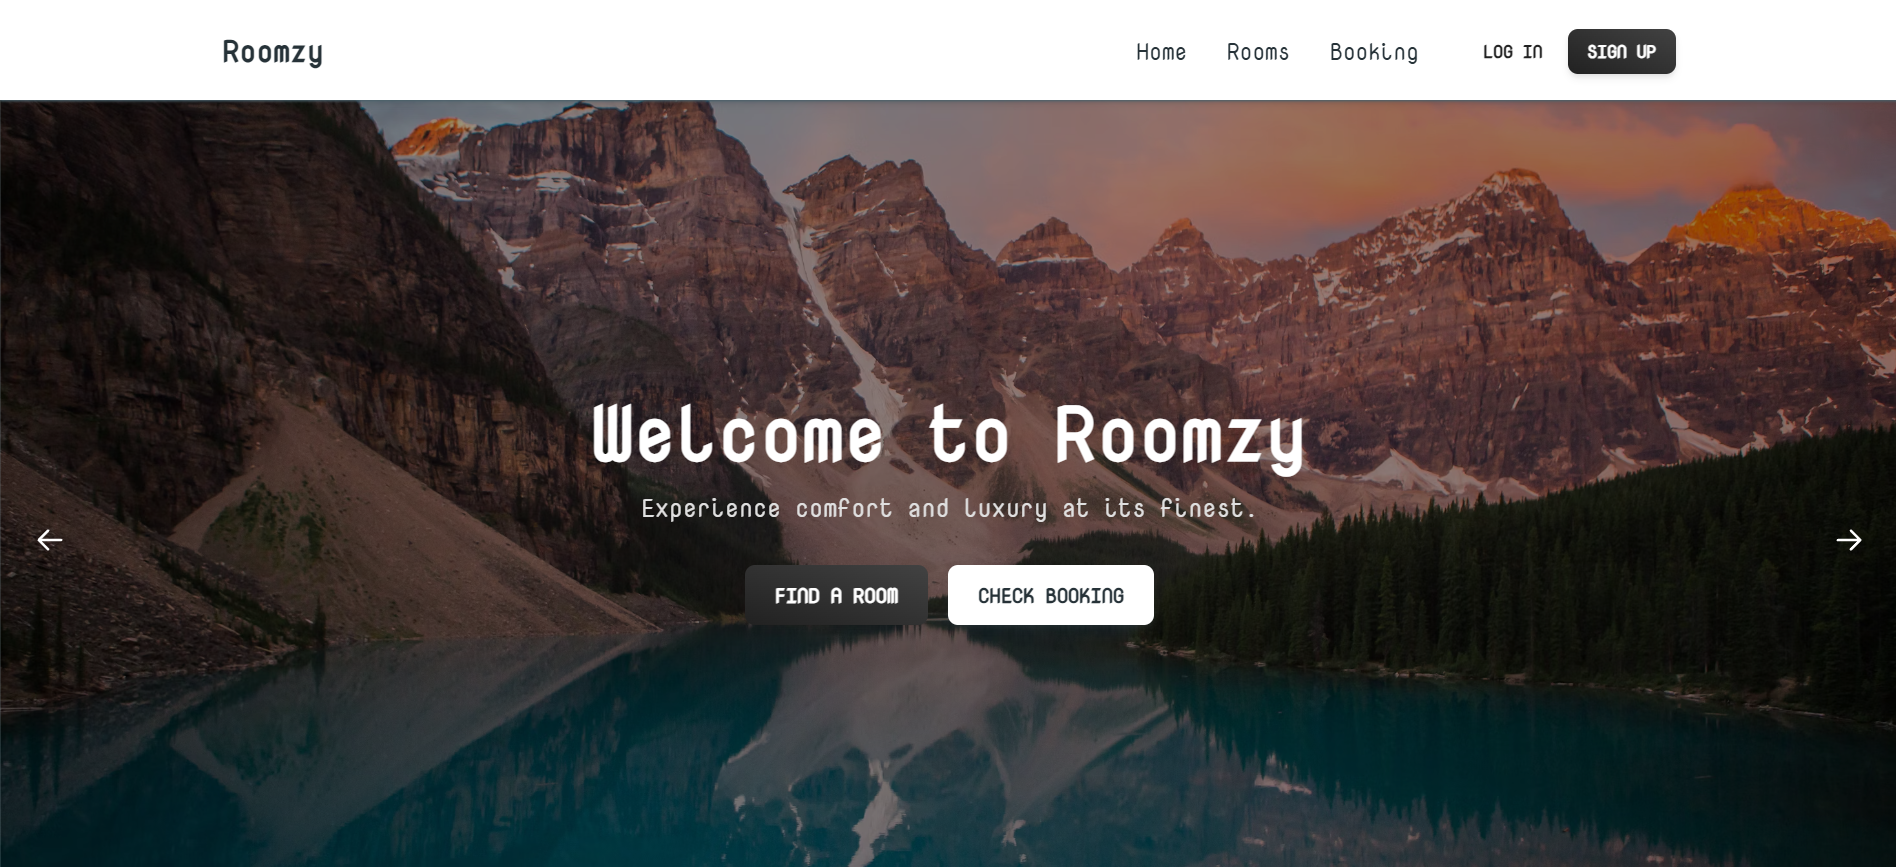 Roomzy
Home Rooms Booking LOG IN SIGN UP
Welcome to Roomzy
Experience comfort and luxury at its finest.
FIND A ROOM CHECK BOOKING